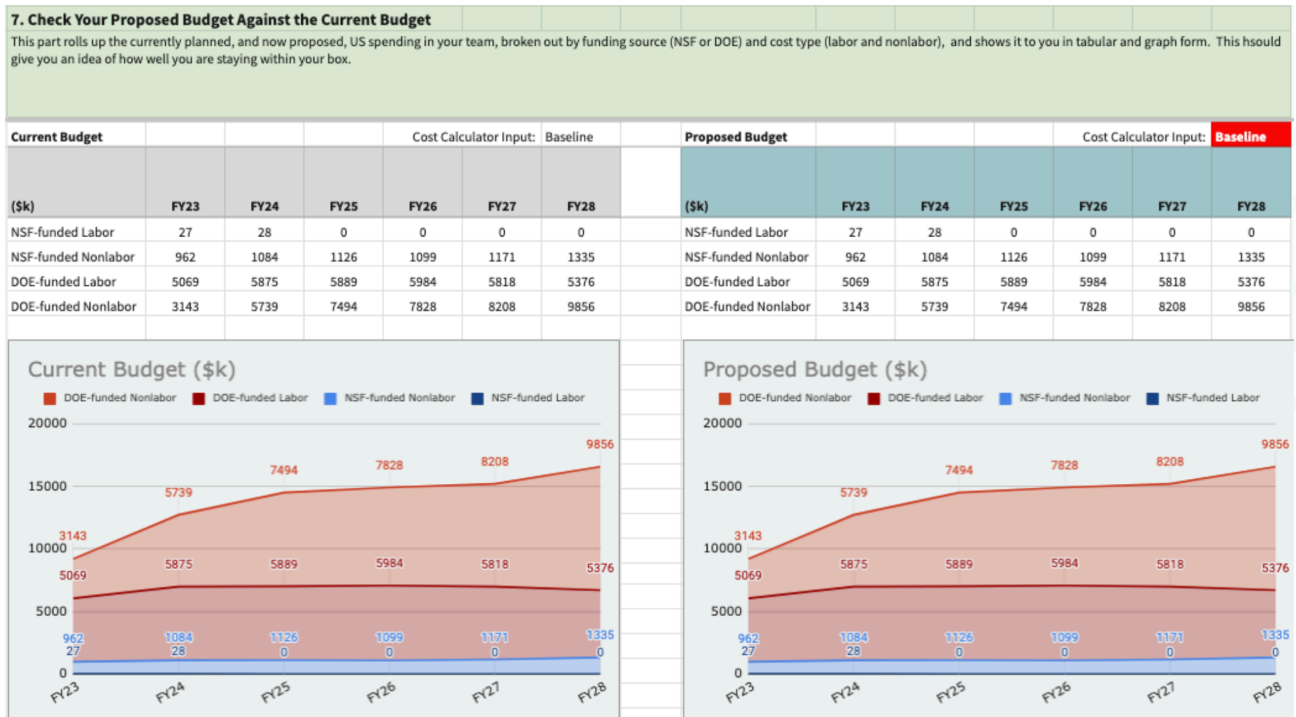 7. Check Your Proposed Budget Against the Current Budget
This part rolls up the currently planned, and now proposed, US spending in your team, broken out by funding source (NSF or DOE) and cost type (labor and nonlabor),  and shows it to you in tabular and graph form.  This hsould
give you an idea of how well you are staying within your box.
Current Budget Cost Calculator Input: Baseline
($k) FY23 FY24 FY25 FY26 FY27 FY28
NSF-funded Labor 27 28 0 0 0 0
NSF-funded Nonlabor 962 1084 1126 1099 1171 1335
DOE-funded Labor 5069 5875 5889 5984 5818 5376
DOE-funded Nonlabor 3143 5739 7494 7828 8208 9856
Proposed Budget Cost Calculator Input: Baseline
($k) FY23 FY24 FY25 FY26 FY27 FY28
NSF-funded Labor 27 28 0 0 0 0
NSF-funded Nonlabor 962 1084 1126 1099 1171 1335
DOE-funded Labor 5069 5875 5889 5984 5818 5376
DOE-funded Nonlabor 3143 5739 7494 7828 8208 9856
Current Budget ($k)
DOE-funded Nonlabor DOE-funded Labor NSF-funded Nonlabor NSF-funded Labor
20000
9856
7494 7828 8208
5739
15000
3143
10000
5069 5875 5889 5984 5818 5376
5000
962 1084 1126 1099 1171 1335
27 28 0 0 0 0
0
FY23 FY24 FY25 FY26 FY27 FY28
Proposed Budget ($k)
DOE-funded Nonlabor DOE-funded Labor NSF-funded Nonlabor NSF-funded Labor
20000
9856
7494 7828 8208
5739
15000
3143
10000
5069 5875 5889 5984 5818 5376
5000
962 1084 1126 1099 1171 1335
27 28 0 0 0 0
0
FY23 FY24 FY25 FY26 FY27 FY28